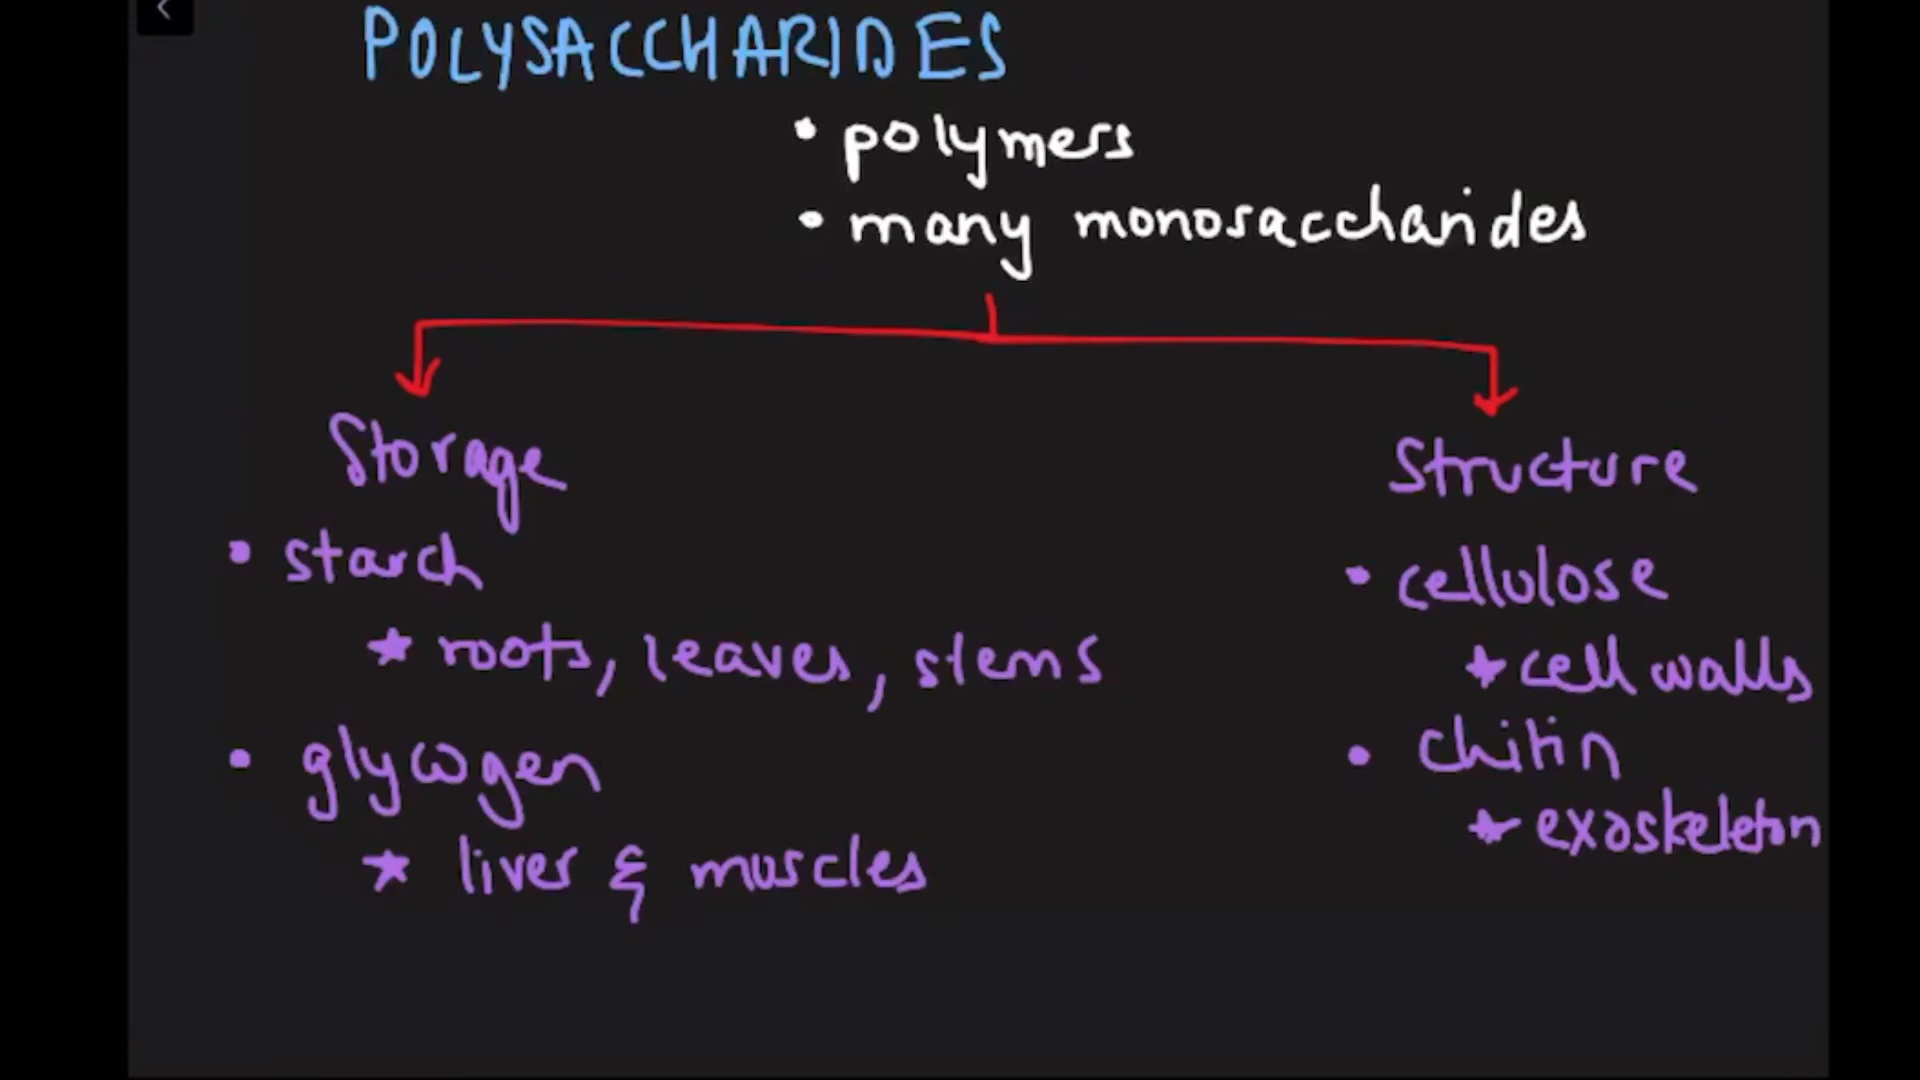 POLYSACCHARIDES
• polymers
• many monosaccharides
Storage
• starch
★ roots, leaves, stems
• glycogen
★ liver & muscles
Structure
• cellulose
★ cell walls
• chitin
★ exoskeleton